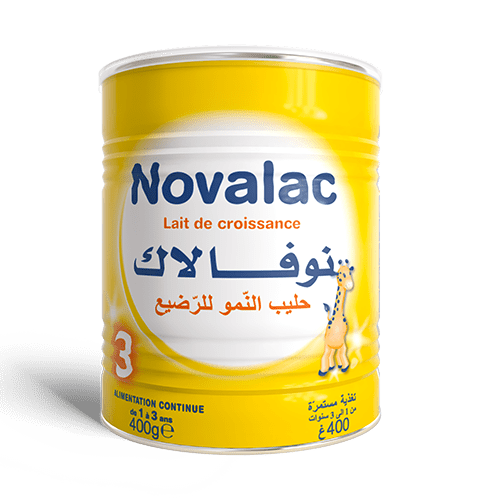 Novalac
Lait de croissance
نوفالاك
حليب النّمو للرّضيع
3
ALIMENTATION CONTINUE
de 1 à 3 ans
400g℮
تغذية مستمرّة
من 1 إلى 3 سنوات
400 غ